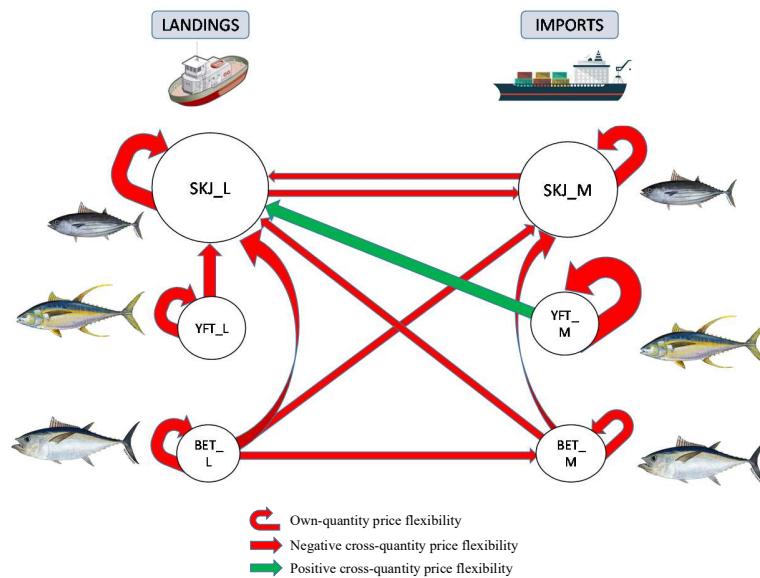 LANDINGS
IMPORTS
SKJ_L
SKJ_M
YFT_L
YFT_
M
BET_
L
BET_
M
Own-quantity price flexibility
Negative cross-quantity price flexibility
Positive cross-quantity price flexibility